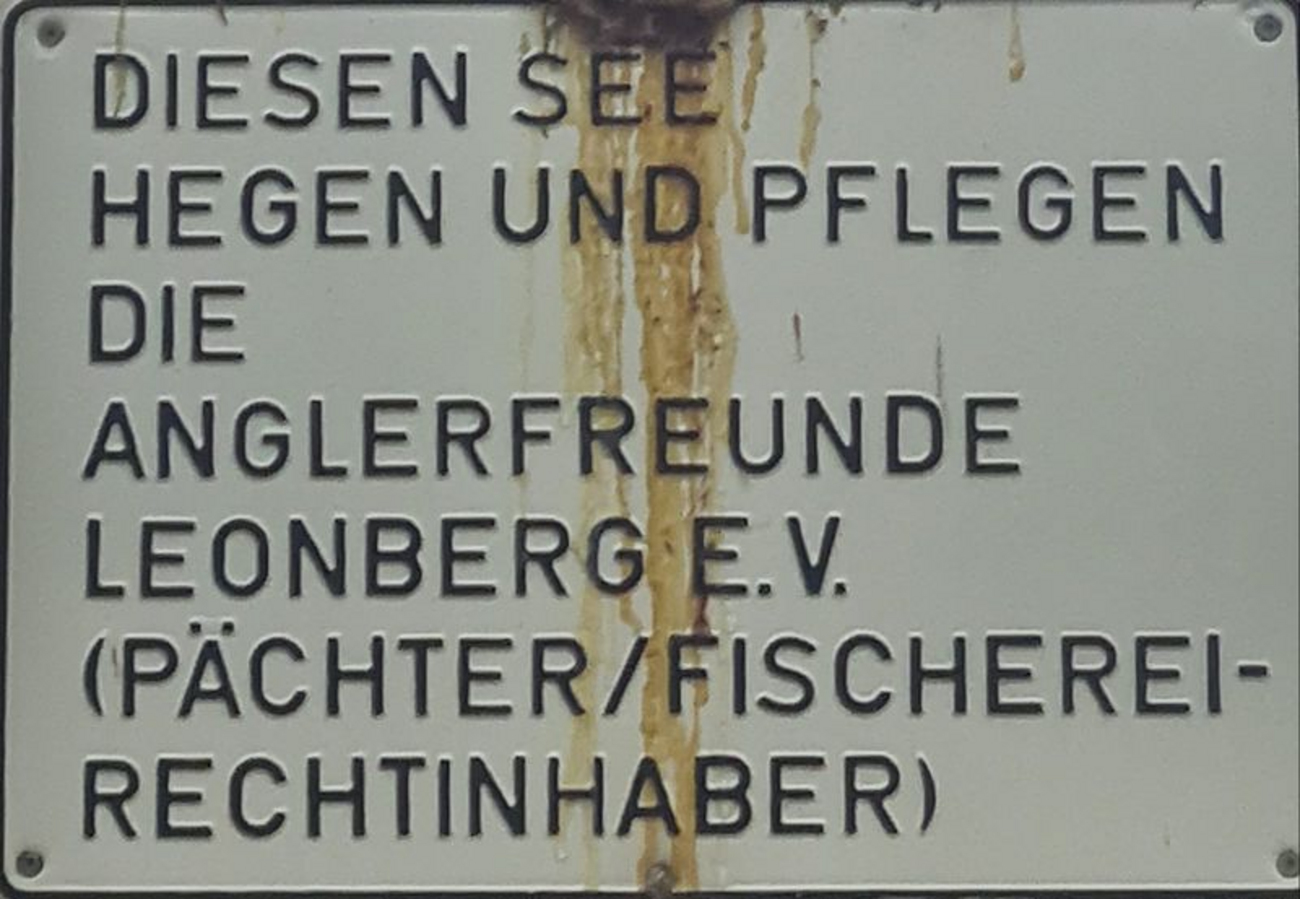 DIESEN SEE
HEGEN UND PFLEGEN
DIE
ANGLERFREUNDE
LEONBERG E.V.
(PÄCHTER/FISCHEREI-
RECHTINHABER)